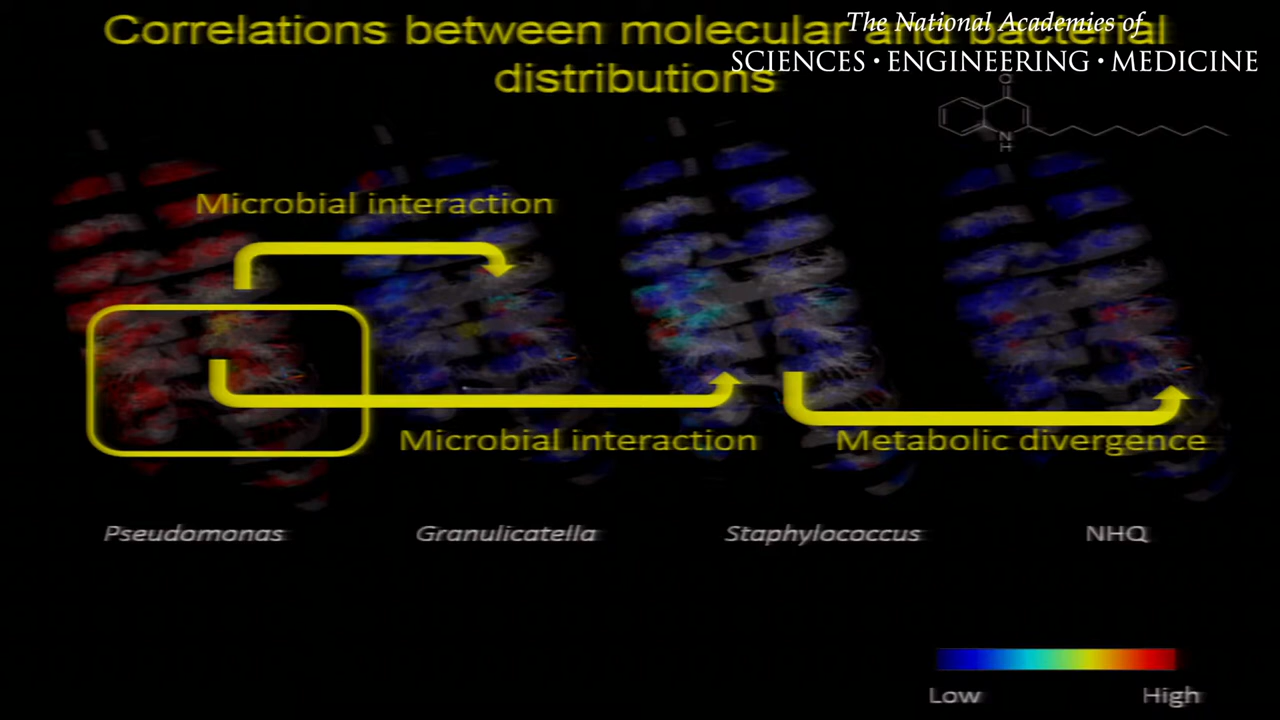 Correlations between molecular and bacterial
distributions
The National Academies of
SCIENCES • ENGINEERING • MEDICINE
O
N
H
Microbial interaction
Microbial interaction
Metabolic divergence
Pseudomonas
Granulicatella
Staphylococcus
NHQ
Low
High